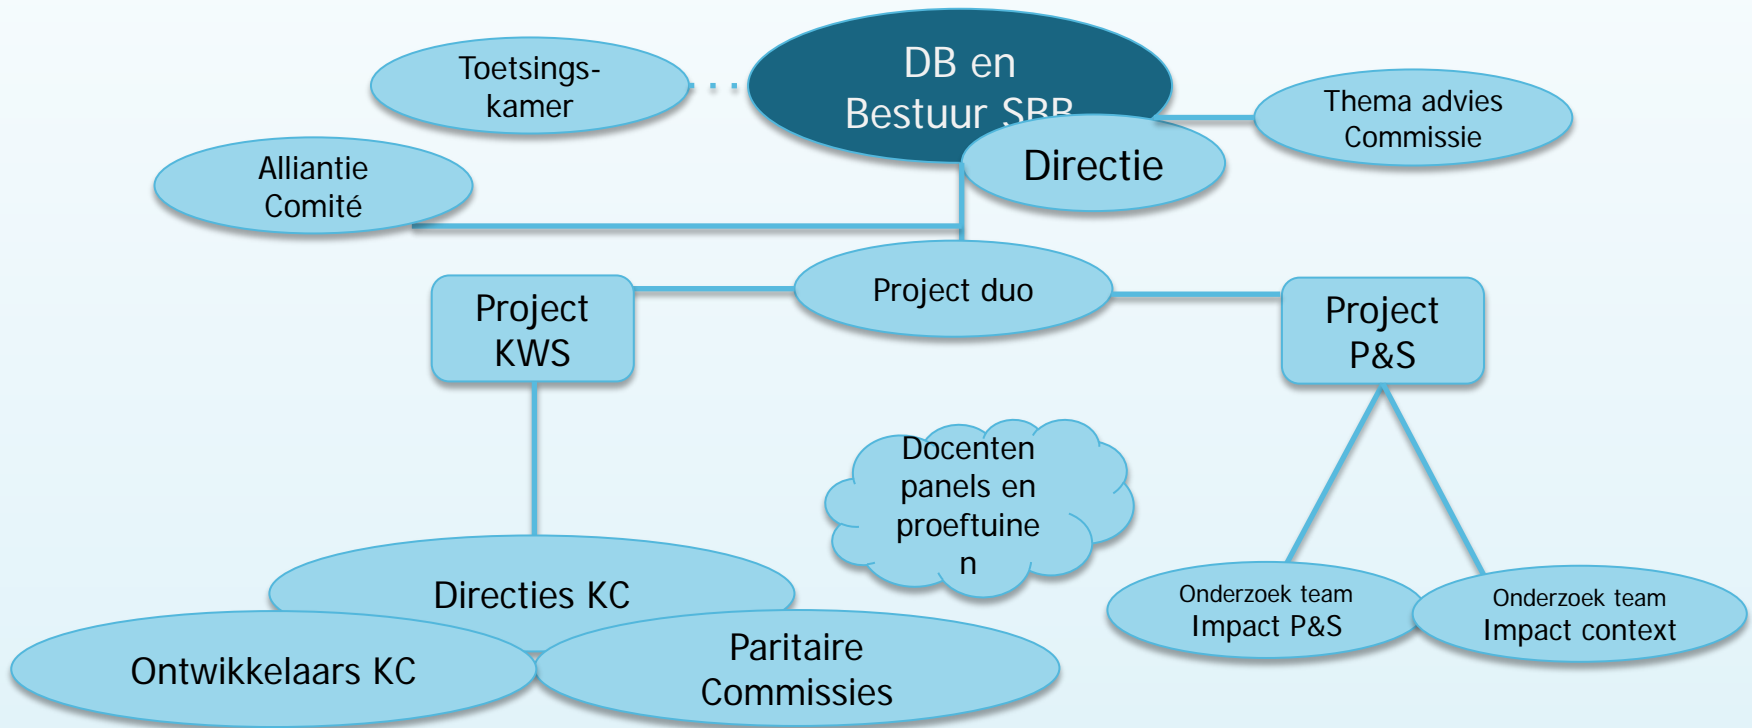 DB en
Bestuur SBB
Toetsings-
kamer
Thema advies
Commissie
Directie
Alliantie
Comité
Project duo
Project
KWS
Project
P&S
Docenten
panels en
proeftuine
n
Directies KC
Ontwikkelaars KC
Paritaire
Commissies
Onderzoek team
Impact P&S
Onderzoek team
Impact context